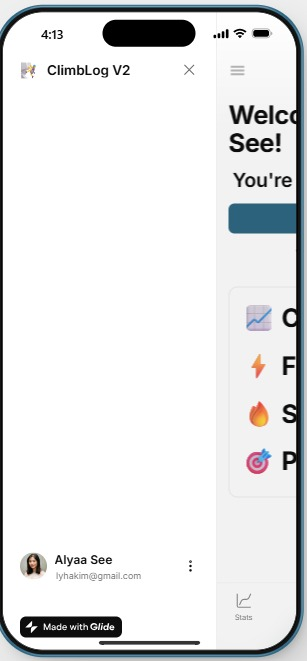 4:13
ClimbLog V2
Welco
See!
You're
C
F
S
P
Alyaa See
lyhakim@gmail.com
Stats
Made with Glide